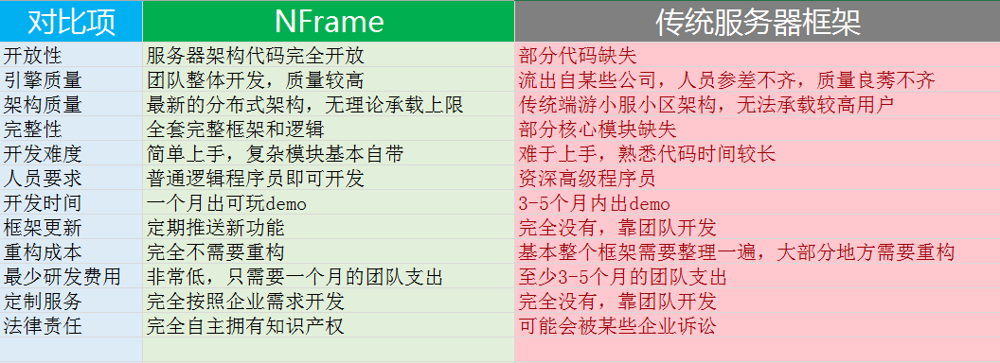 对比项 NFrame 传统服务器框架
开放性 服务器架构代码完全开放 部分代码缺失
引擎质量 团队整体开发，质量较高 流出自某些公司，人员参差不齐，质量良莠不齐
架构质量 最新的分布式架构，无理论承载上限 传统端游小服小区架构，无法承载较高用户
完整性 全套完整框架和逻辑 部分核心模块缺失
开发难度 简单上手，复杂模块基本自带 难于上手，熟悉代码时间较长
人员要求 普通逻辑程序员即可开发 资深高级程序员
开发时间 一个月出可玩demo 3-5个月内出demo
框架更新 定期推送新功能 完全没有，靠团队开发
重构成本 完全不需要重构 基本整个框架需要整理一遍，大部分地方需要重构
最少研发费用 非常低，只需要一个月的团队支出 至少3-5个月的团队支出
定制服务 完全按照企业需求开发 完全没有，靠团队开发
法律责任 完全自主拥有知识产权 可能会被某些企业诉讼